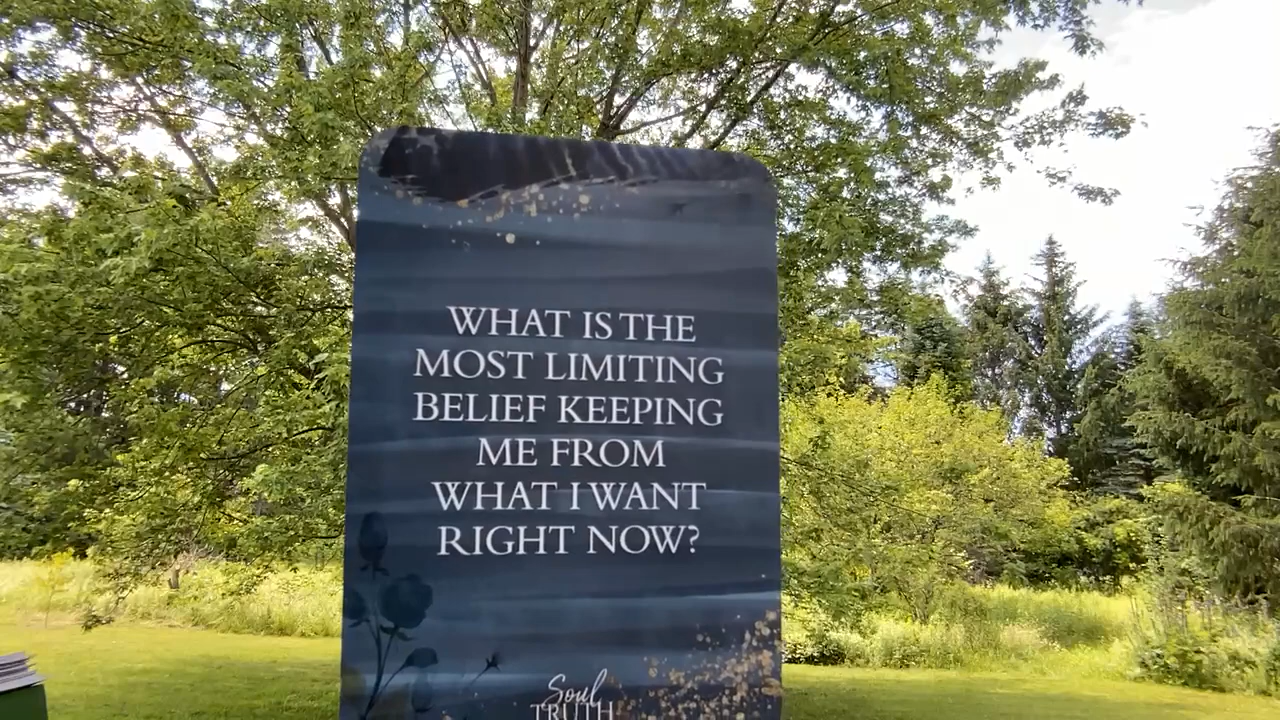 WHAT IS THE
MOST LIMITING
BELIEF KEEPING
ME FROM
WHAT I WANT
RIGHT NOW?
Soul
TRUTH